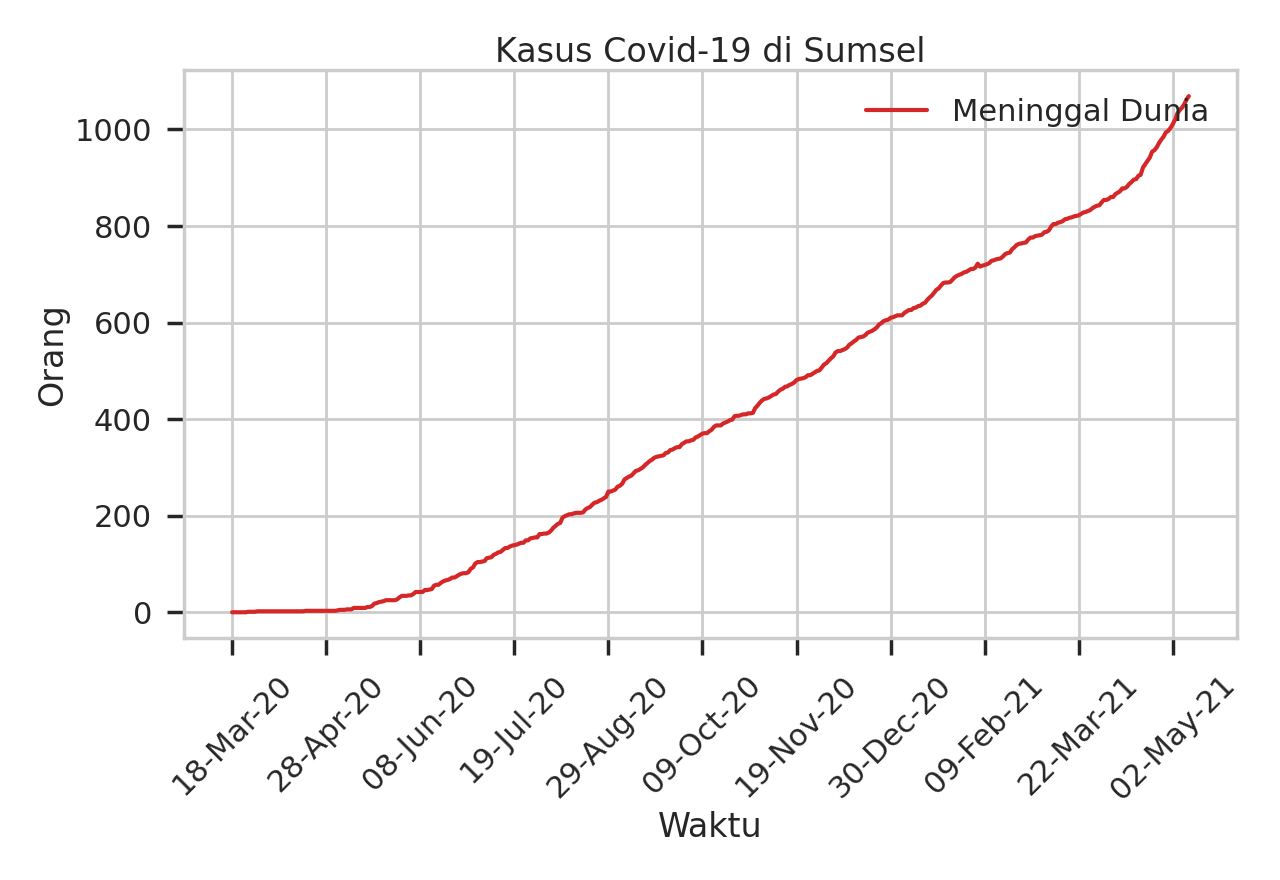 Kasus Covid-19 di Sumsel
Meninggal Dunia
1000
800
600
400
200
0
Orang
18-Mar-20
28-Apr-20
08-Jun-20
19-Jul-20
29-Aug-20
09-Oct-20
19-Nov-20
30-Dec-20
09-Feb-21
22-Mar-21
02-May-21
Waktu